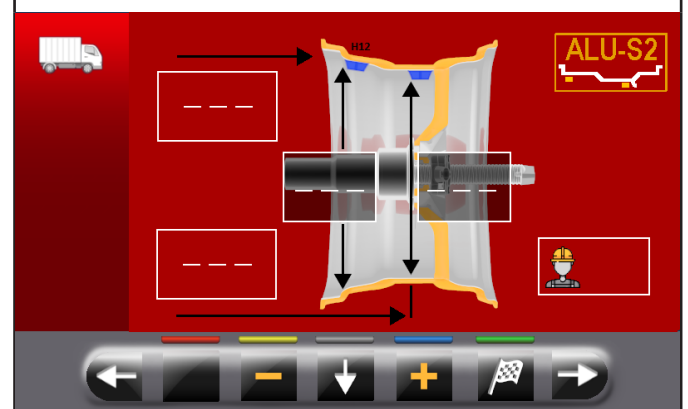 H12
ALU-S2
— — —
— — —
— — —
— — —